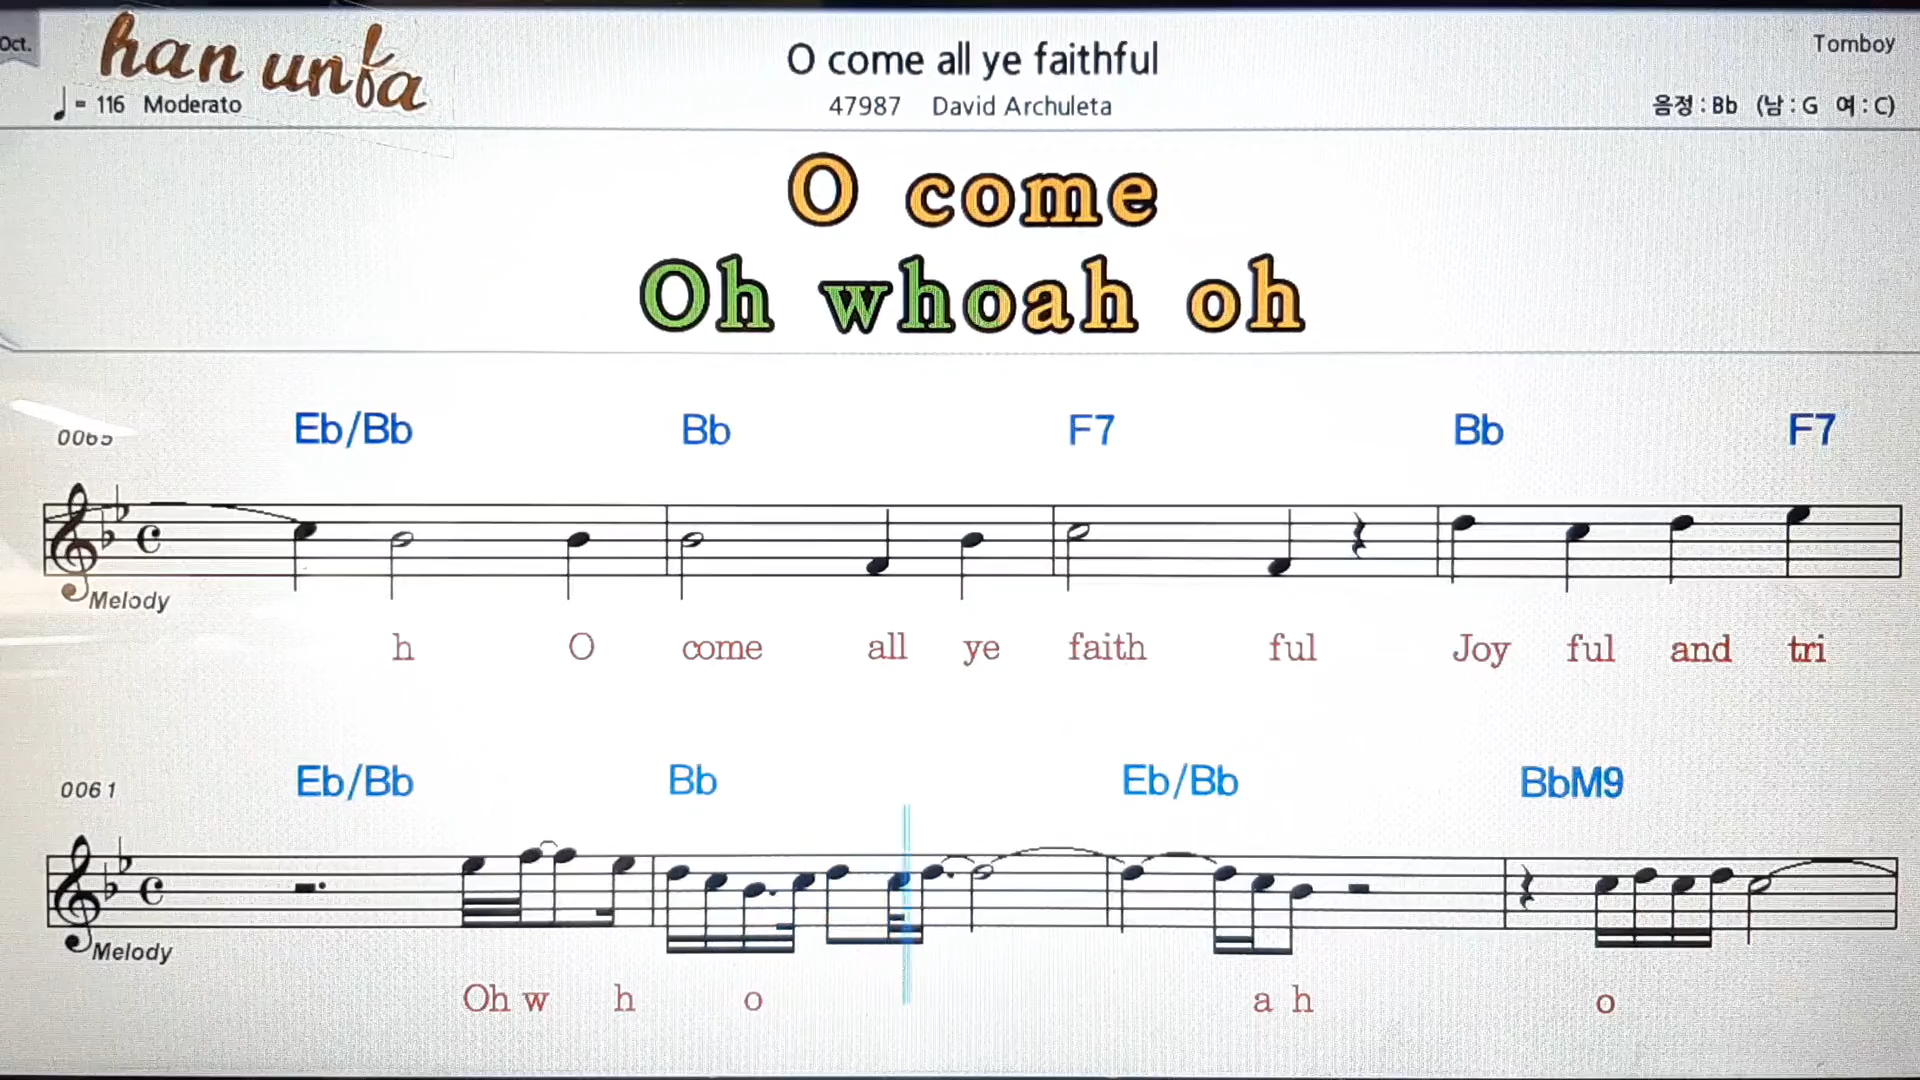 Oct.
han unfa
O come all ye faithful
Tomboy
= 116 Moderato
47987 David Archuleta
음정 : Bb (남 : G 여 : C)
O come
Oh whoah oh
0065 Eb/Bb Bb F7 Bb F7
Melody
h O come all ye faith ful Joy ful and tri
0061 Eb/Bb Bb Eb/Bb BbM9
Melody
Oh w h o a h o